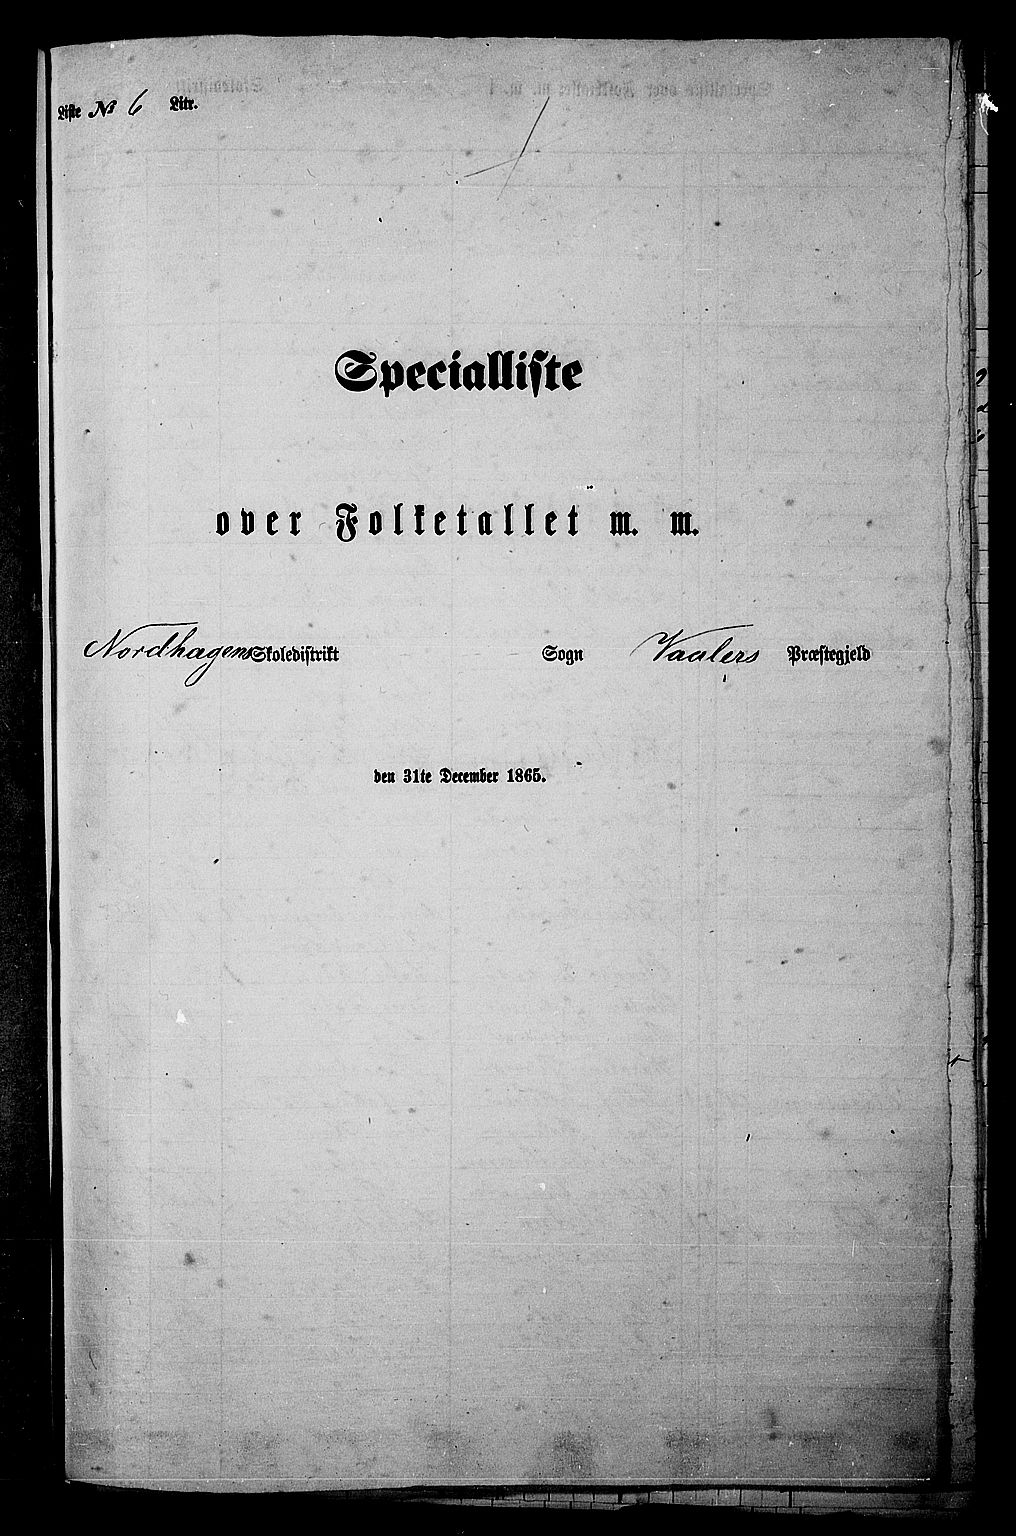 Liste № 6 Litr.
Specialliste
over Folketallet m. m.
Nordhagens Skoledistrikt Sogn Vaalers Præstegjeld
den 31te December 1865.